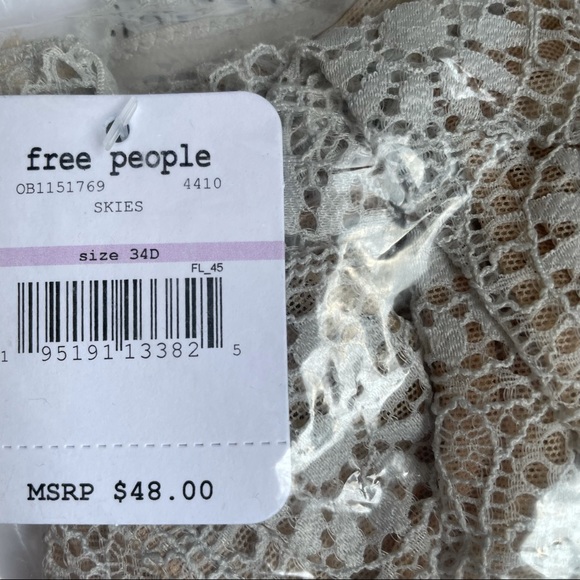 free people
OB1151769 4410
SKIES
size 34D
FL_45
1 95191 13382 5
MSRP $48.00